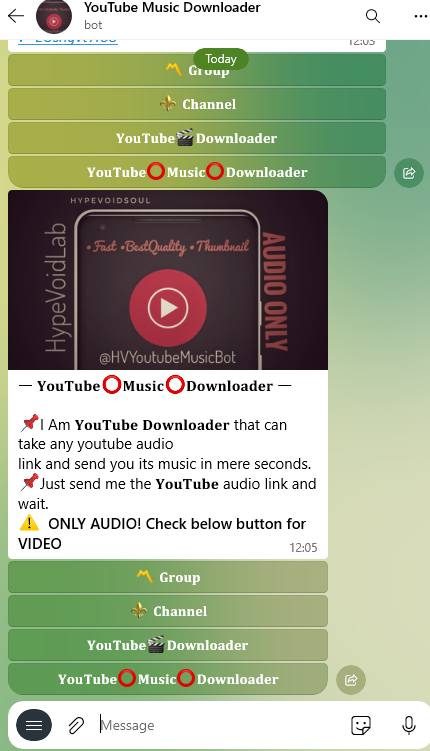 YouTube Music Downloader
bot
12:03
Today
Group
Channel
YouTube🎬Downloader
YouTube⭕Music⭕Downloader
HYPEVOIDSOUL
HypeVoidLab
•Fast •BestQuality • Thumbnail
AUDIO ONLY
@HVYoutubeMusicBot
— YouTube⭕Music⭕Downloader —
📌I Am YouTube Downloader that can
take any youtube audio
link and send you its music in mere seconds.
📌Just send me the YouTube audio link and
wait.
⚠️ ONLY AUDIO! Check below button for
VIDEO
12:05
〽️ Group
⚜️ Channel
YouTube🎬Downloader
YouTube⭕Music⭕Downloader
Message